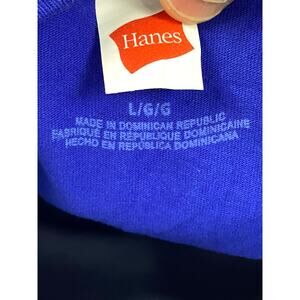 Hanes
L/G/G
MADE IN DOMINICAN REPUBLIC
FABRIQUÉ EN RÉPUBLIQUE DOMINICAINE
HECHO EN REPÚBLICA DOMINICANA